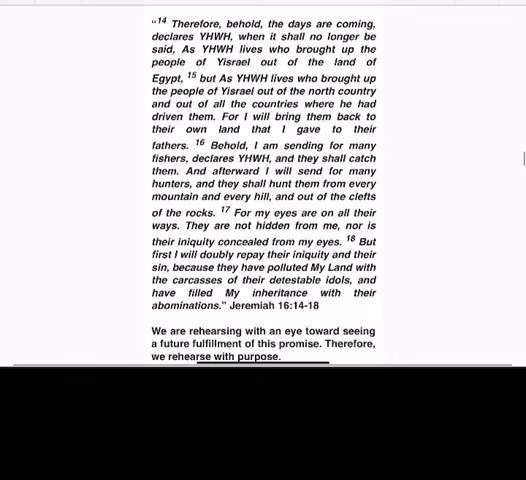 “14 Therefore, behold, the days are coming,
declares YHWH, when it shall no longer be
said, As YHWH lives who brought up the
people of Yisrael out of the land of
Egypt, 15 but As YHWH lives who brought up
the people of Yisrael out of the north country
and out of all the countries where he had
driven them. For I will bring them back to
their own land that I gave to their
fathers. 16 Behold, I am sending for many
fishers, declares YHWH, and they shall catch
them. And afterward I will send for many
hunters, and they shall hunt them from every
mountain and every hill, and out of the clefts
of the rocks. 17 For my eyes are on all their
ways. They are not hidden from me, nor is
their iniquity concealed from my eyes. 18 But
first I will doubly repay their iniquity and their
sin, because they have polluted My Land with
the carcasses of their detestable idols, and
have filled My inheritance with their
abominations.” Jeremiah 16:14-18
We are rehearsing with an eye toward seeing
a future fulfillment of this promise. Therefore,
we rehearse with purpose.